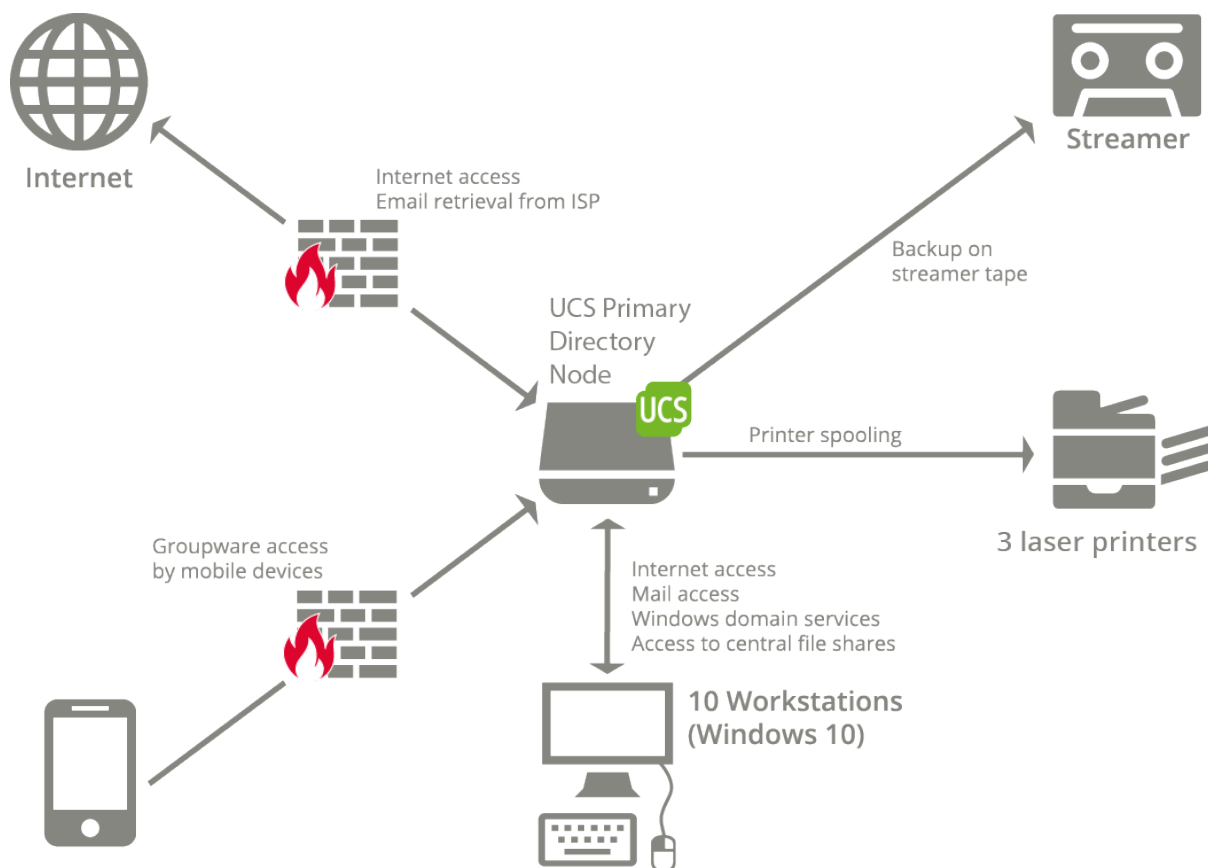 Internet
Streamer
Internet access
Email retrieval from ISP
Backup on
streamer tape
UCS Primary
Directory
Node
UCS
Printer spooling
3 laser printers
Groupware access
by mobile devices
Internet access
Mail access
Windows domain services
Access to central file shares
10 Workstations
(Windows 10)